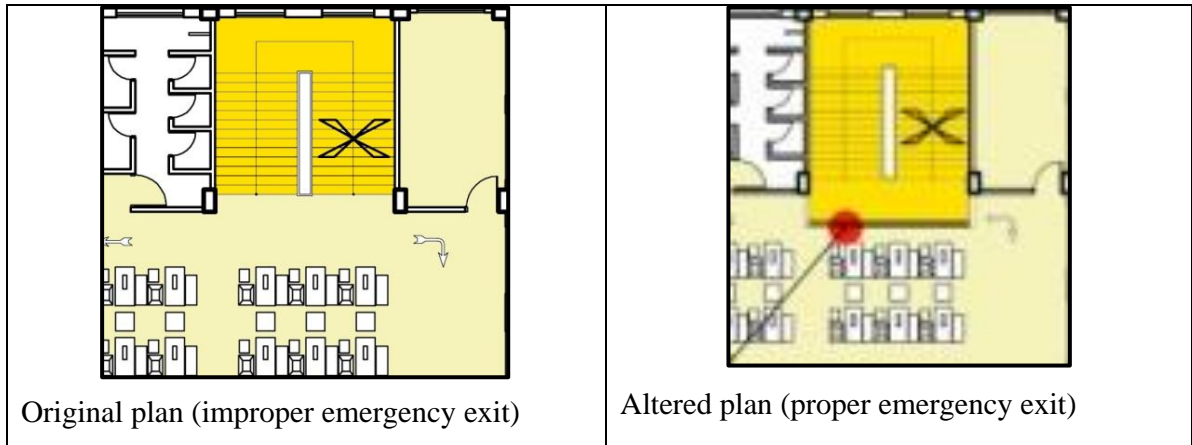 Original plan (improper emergency exit)
Altered plan (proper emergency exit)